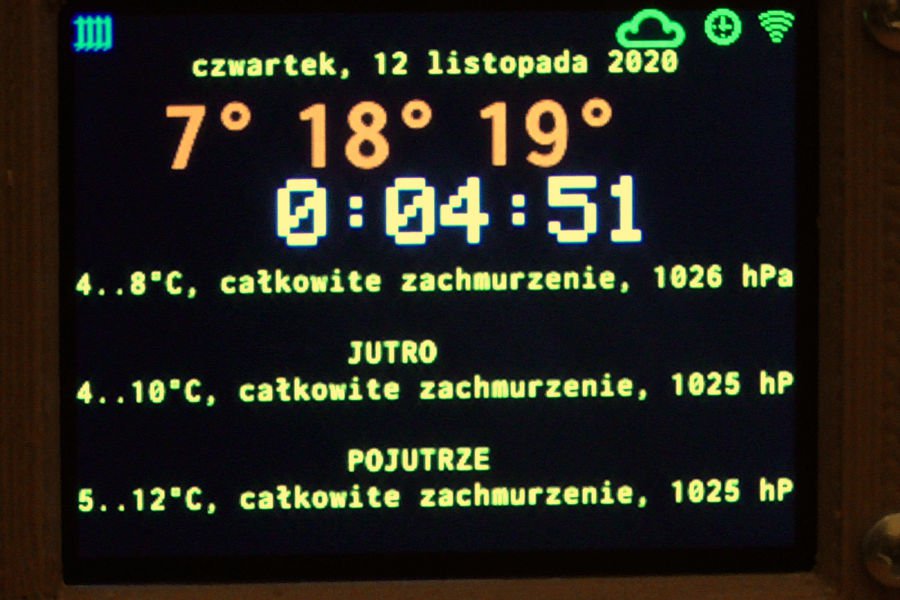 czwartek, 12 listopada 2020
7° 18° 19°
0:04:51
4..8°C, całkowite zachmurzenie, 1026 hPa
JUTRO
4..10°C, całkowite zachmurzenie, 1025 hP
POJUTRZE
5..12°C, całkowite zachmurzenie, 1025 hP